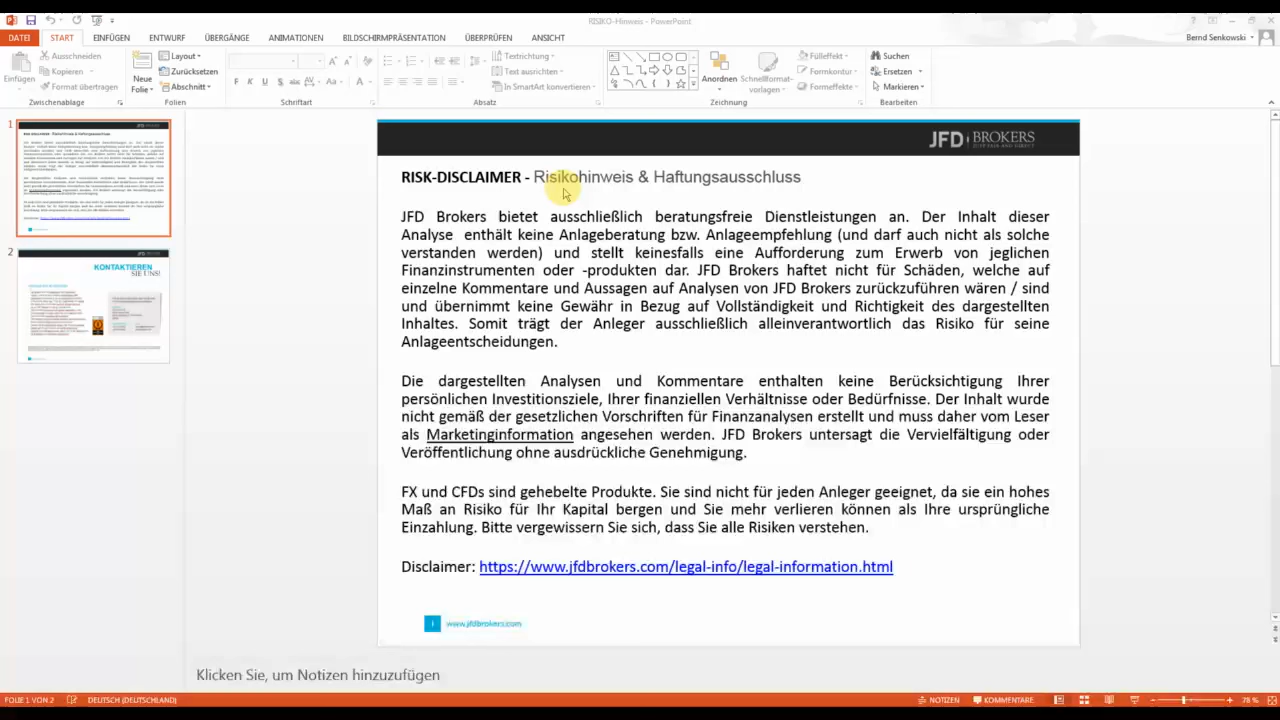 RISIKO-Hinweis - PowerPoint
DATEI START EINFÜGEN ENTWURF ÜBERGÄNGE ANIMATIONEN BILDSCHIRMPRÄSENTATION ÜBERPRÜFEN ANSICHT Bernd Senkowski
Einfügen
Ausschneiden
Kopieren
Format übertragen
Zwischenablage
Neue Folie
Layout
Zurücksetzen
Abschnitt
Folien
F K U S abc AV Aa A
Schriftart
Textrichtung
Text ausrichten
In SmartArt konvertieren
Absatz
Anordnen
Schnellformat-
vorlagen
Fülleffekt
Formkontur
Formeffekte
Zeichnung
Suchen
Ersetzen
Markieren
Bearbeiten
1
2
KONTAKTIEREN
SIE UNS!
JFD BROKERS
JUST FAIR AND DIRECT
RISK-DISCLAIMER - Risikohinweis & Haftungsausschluss
JFD Brokers bietet ausschließlich beratungsfreie Dienstleistungen an. Der Inhalt dieser
Analyse enthält keine Anlageberatung bzw. Anlageempfehlung (und darf auch nicht als solche
verstanden werden) und stellt keinesfalls eine Aufforderung zum Erwerb von jeglichen
Finanzinstrumenten oder -produkten dar. JFD Brokers haftet nicht für Schäden, welche auf
einzelne Kommentare und Aussagen auf Analysen von JFD Brokers zurückzuführen wären / sind
und übernimmt keine Gewähr in Bezug auf Vollständigkeit und Richtigkeit des dargestellten
Inhaltes. Somit trägt der Anleger ausschließlich alleinverantwortlich das Risiko für seine
Anlageentscheidungen.
Die dargestellten Analysen und Kommentare enthalten keine Berücksichtigung Ihrer
persönlichen Investitionsziele, Ihrer finanziellen Verhältnisse oder Bedürfnisse. Der Inhalt wurde
nicht gemäß der gesetzlichen Vorschriften für Finanzanalysen erstellt und muss daher vom Leser
als Marketinginformation angesehen werden. JFD Brokers untersagt die Vervielfältigung oder
Veröffentlichung ohne ausdrückliche Genehmigung.
FX und CFDs sind gehebelte Produkte. Sie sind nicht für jeden Anleger geeignet, da sie ein hohes
Maß an Risiko für Ihr Kapital bergen und Sie mehr verlieren können als Ihre ursprüngliche
Einzahlung. Bitte vergewissern Sie sich, dass Sie alle Risiken verstehen.
Disclaimer: https://www.jfdbrokers.com/legal-info/legal-information.html
www.jfdbrokers.com
Klicken Sie, um Notizen hinzuzufügen
FOLIE 1 VON 2 DEUTSCH (DEUTSCHLAND) NOTIZEN KOMMENTARE 78 %